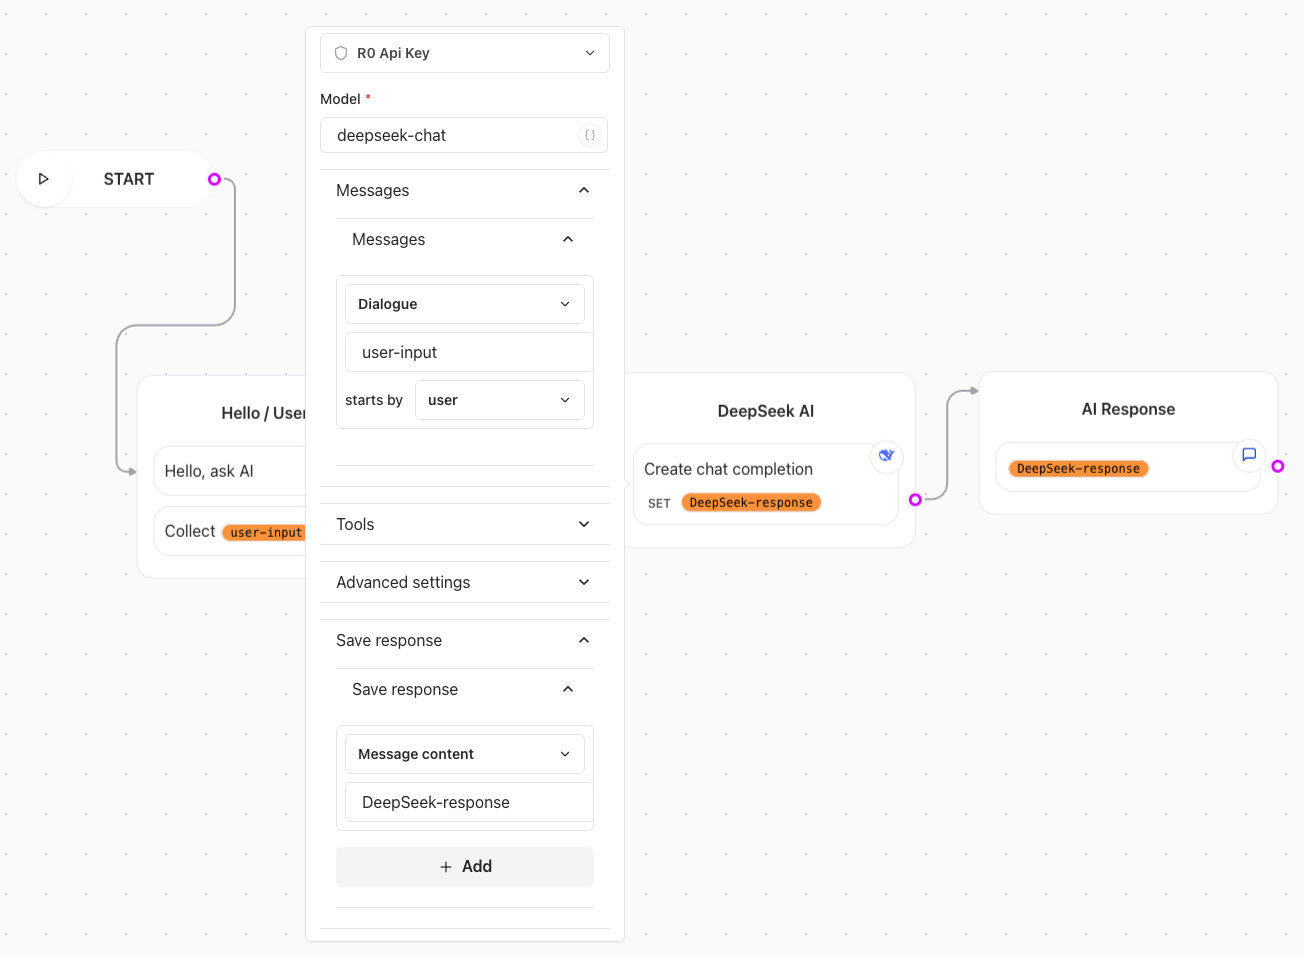 R0 Api Key
Model *
deepseek-chat
{ }
START
Messages
Messages
Dialogue
user-input
starts by
user
Hello / User
Hello, ask AI
Collect user-input
Tools
Advanced settings
Save response
Save response
Message content
DeepSeek-response
+ Add
DeepSeek AI
Create chat completion
SET DeepSeek-response
AI Response
DeepSeek-response